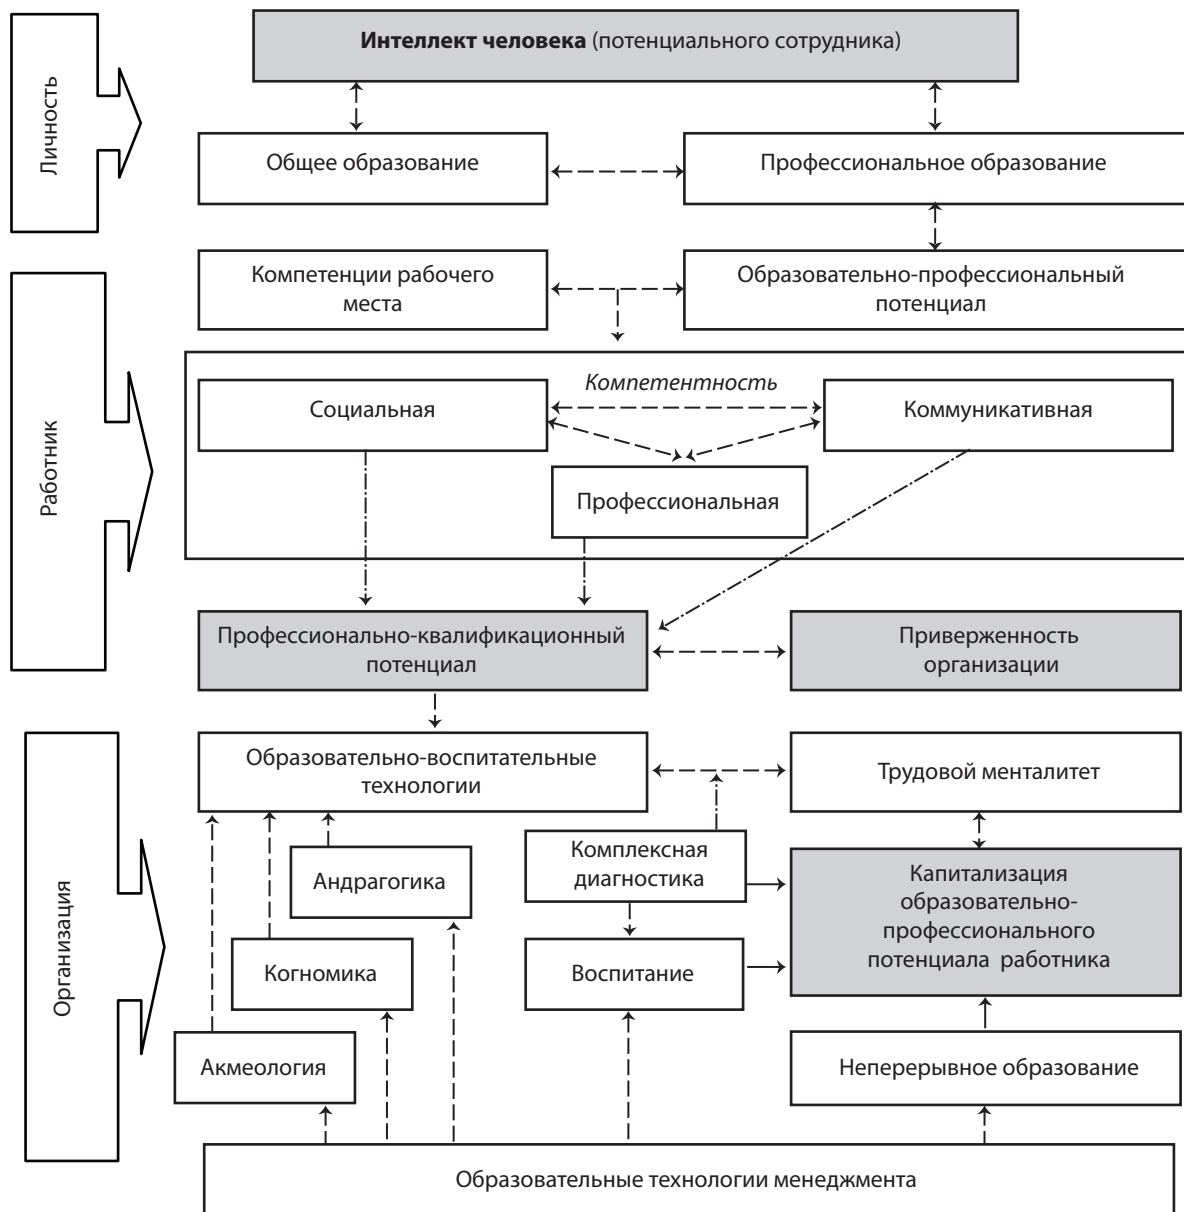 Личность
Интеллект человека (потенциального сотрудника)
Общее образование
Профессиональное образование
Работник
Компетенции рабочего
места
Образовательно-профессиональный
потенциал
Компетентность
Социальная
Коммуникативная
Профессиональная
Профессионально-квалификационный
потенциал
Приверженность
организации
Организация
Образовательно-воспитательные
технологии
Трудовой менталитет
Андрагогика
Комплексная
диагностика
Капитализация
образовательно-
профессионального
потенциала работника
Когномика
Воспитание
Акмеология
Неперерывное образование
Образовательные технологии менеджмента